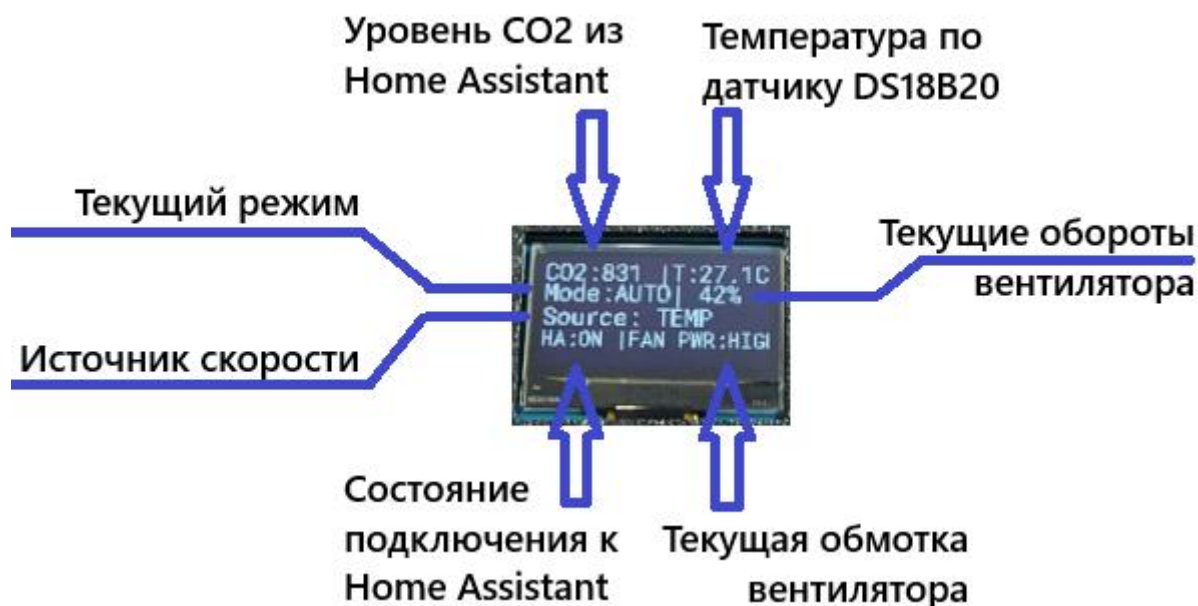 Уровень CO2 из
Home Assistant
Температура по
датчику DS18B20
Текущий режим
Текущие обороты
вентилятора
CO2:831 |T:27.1C
Mode:AUTO| 42%
Source: TEMP
HA:ON |FAN PWR:HIG
Источник скорости
Состояние
подключения к
Home Assistant
Текущая обмотка
вентилятора